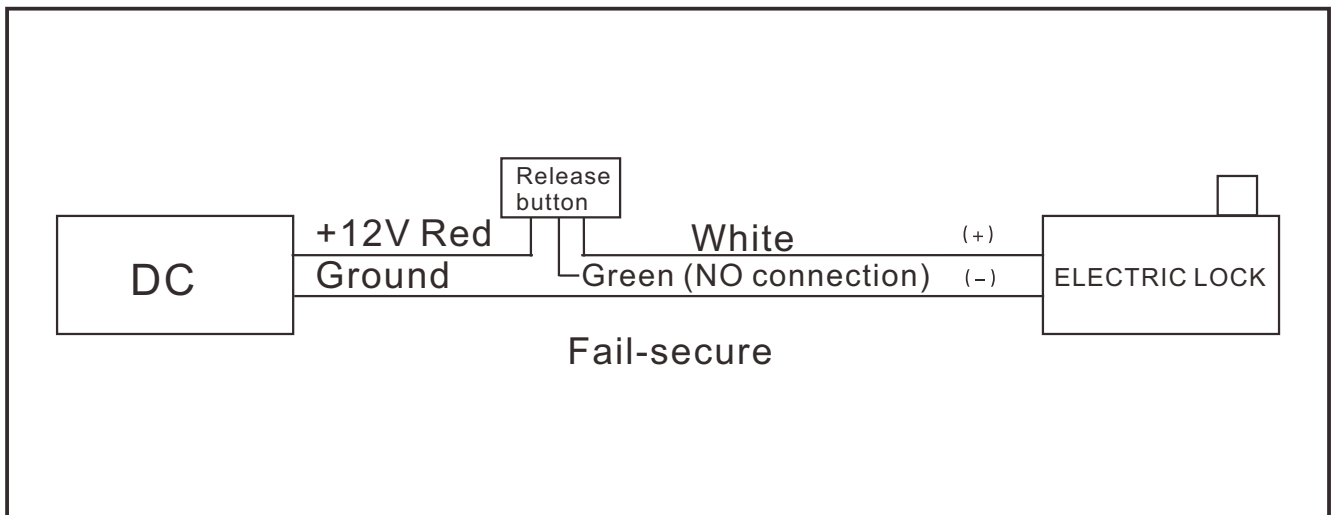 Release
button
+12V Red
White
(+)
DC
Ground
Green (NO connection)
(-)
ELECTRIC LOCK
Fail-secure